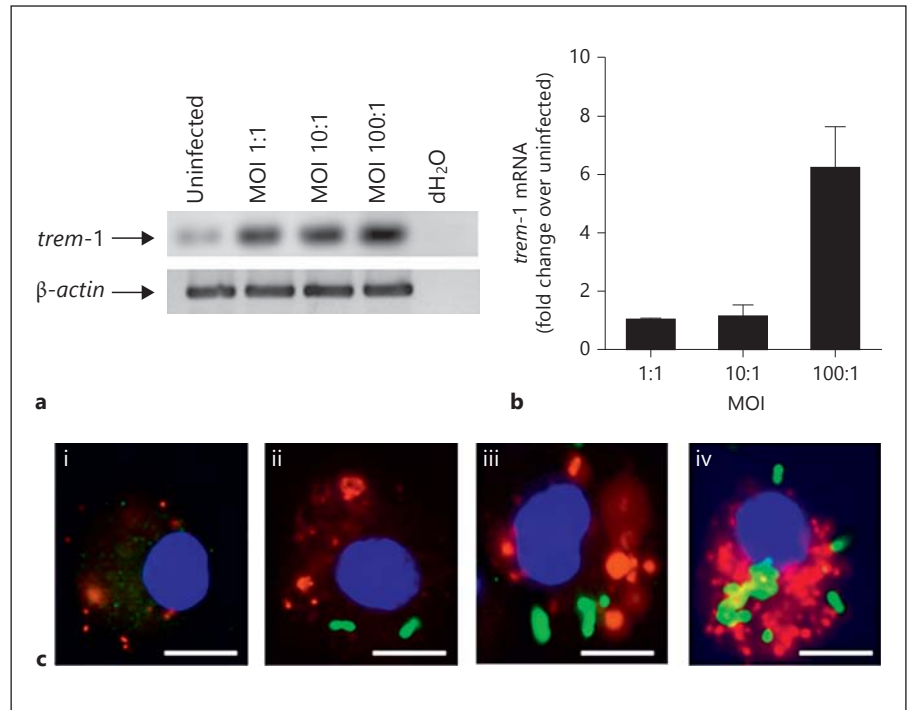 Uninfected
MOI 1:1
MOI 10:1
MOI 100:1
dH₂O
trem-1
β-actin
a
trem-1 mRNA
(fold change over uninfected)
10
8
6
4
2
0
1:1
10:1
100:1
MOI
b
i
ii
iii
iv
c